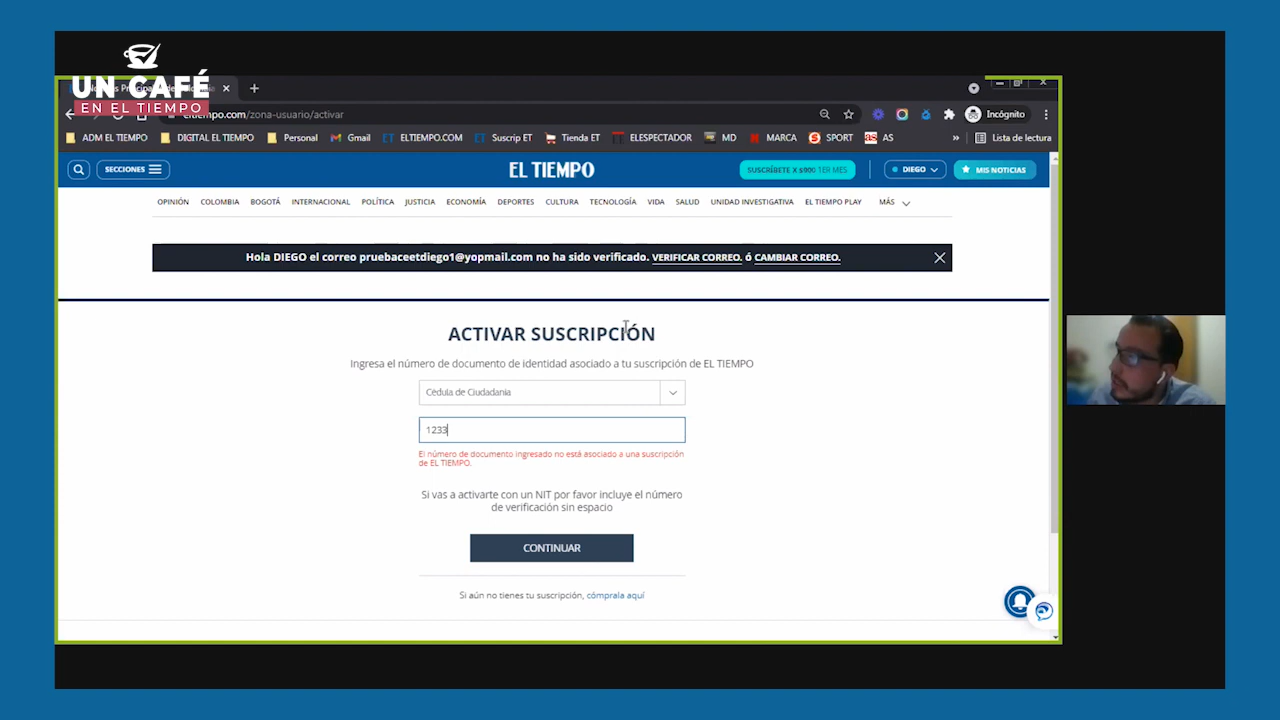 UN CAFÉ
EN EL TIEMPO
eltiempo.com/zona-usuario/activar
Incógnito
ADM EL TIEMPO
DIGITAL EL TIEMPO
Personal
Gmail
ELTIEMPO.COM
Suscrip ET
Tienda ET
ELESPECTADOR
MD
MARCA
SPORT
AS
»
Lista de lectura
SECCIONES
EL TIEMPO
SUSCRÍBETE X $900 1ER MES
DIEGO
MIS NOTICIAS
OPINIÓN COLOMBIA BOGOTÁ INTERNACIONAL POLÍTICA JUSTICIA ECONOMÍA DEPORTES CULTURA TECNOLOGÍA VIDA SALUD UNIDAD INVESTIGATIVA EL TIEMPO PLAY MÁS
Hola DIEGO el correo pruebaceetdiego1@yopmail.com no ha sido verificado. VERIFICAR CORREO. ó CAMBIAR CORREO.
ACTIVAR SUSCRIPCIÓN
Ingresa el número de documento de identidad asociado a tu suscripción de EL TIEMPO
Cédula de Ciudadania
1233
El número de documento ingresado no está asociado a una suscripción
de EL TIEMPO.
Si vas a activarte con un NIT por favor incluye el número
de verificación sin espacio
CONTINUAR
Si aún no tienes tu suscripción, cómprala aquí